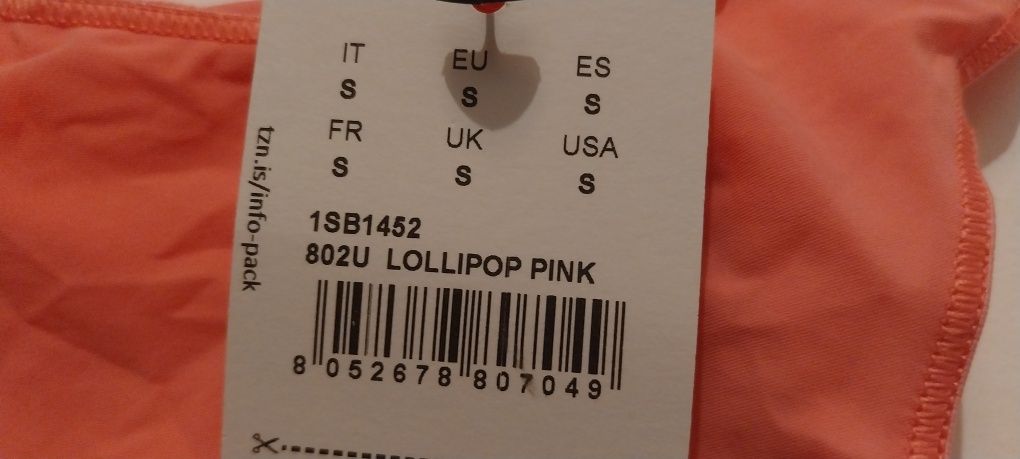 IT EU ES
S S S
FR UK USA
S S S
1SB1452
802U LOLLIPOP PINK
8 052678 807049
tzn.is/info-pack